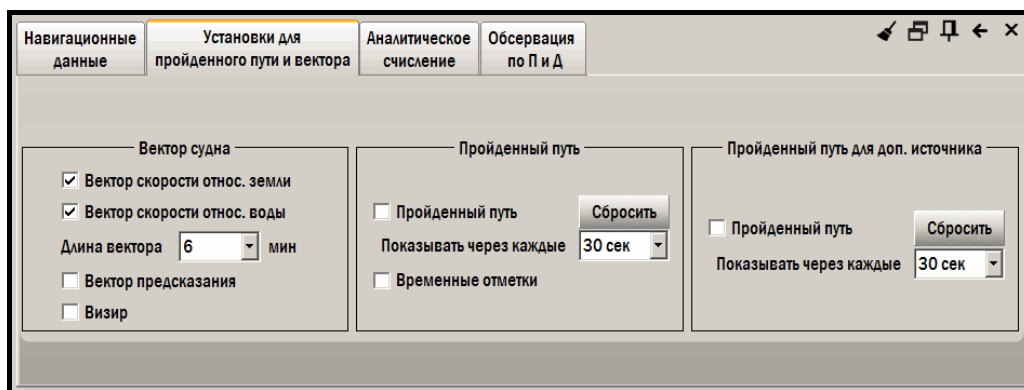 Навигационные данные
Установки для пройденного пути и вектора
Аналитическое счисление
Обсервация по П и Д
Вектор судна
Вектор скорости относ. земли
Вектор скорости относ. воды
Длина вектора 6 мин
Вектор предсказания
Визир
Пройденный путь
Пройденный путь Сбросить
Показывать через каждые 30 сек
Временные отметки
Пройденный путь для доп. источника
Пройденный путь Сбросить
Показывать через каждые 30 сек